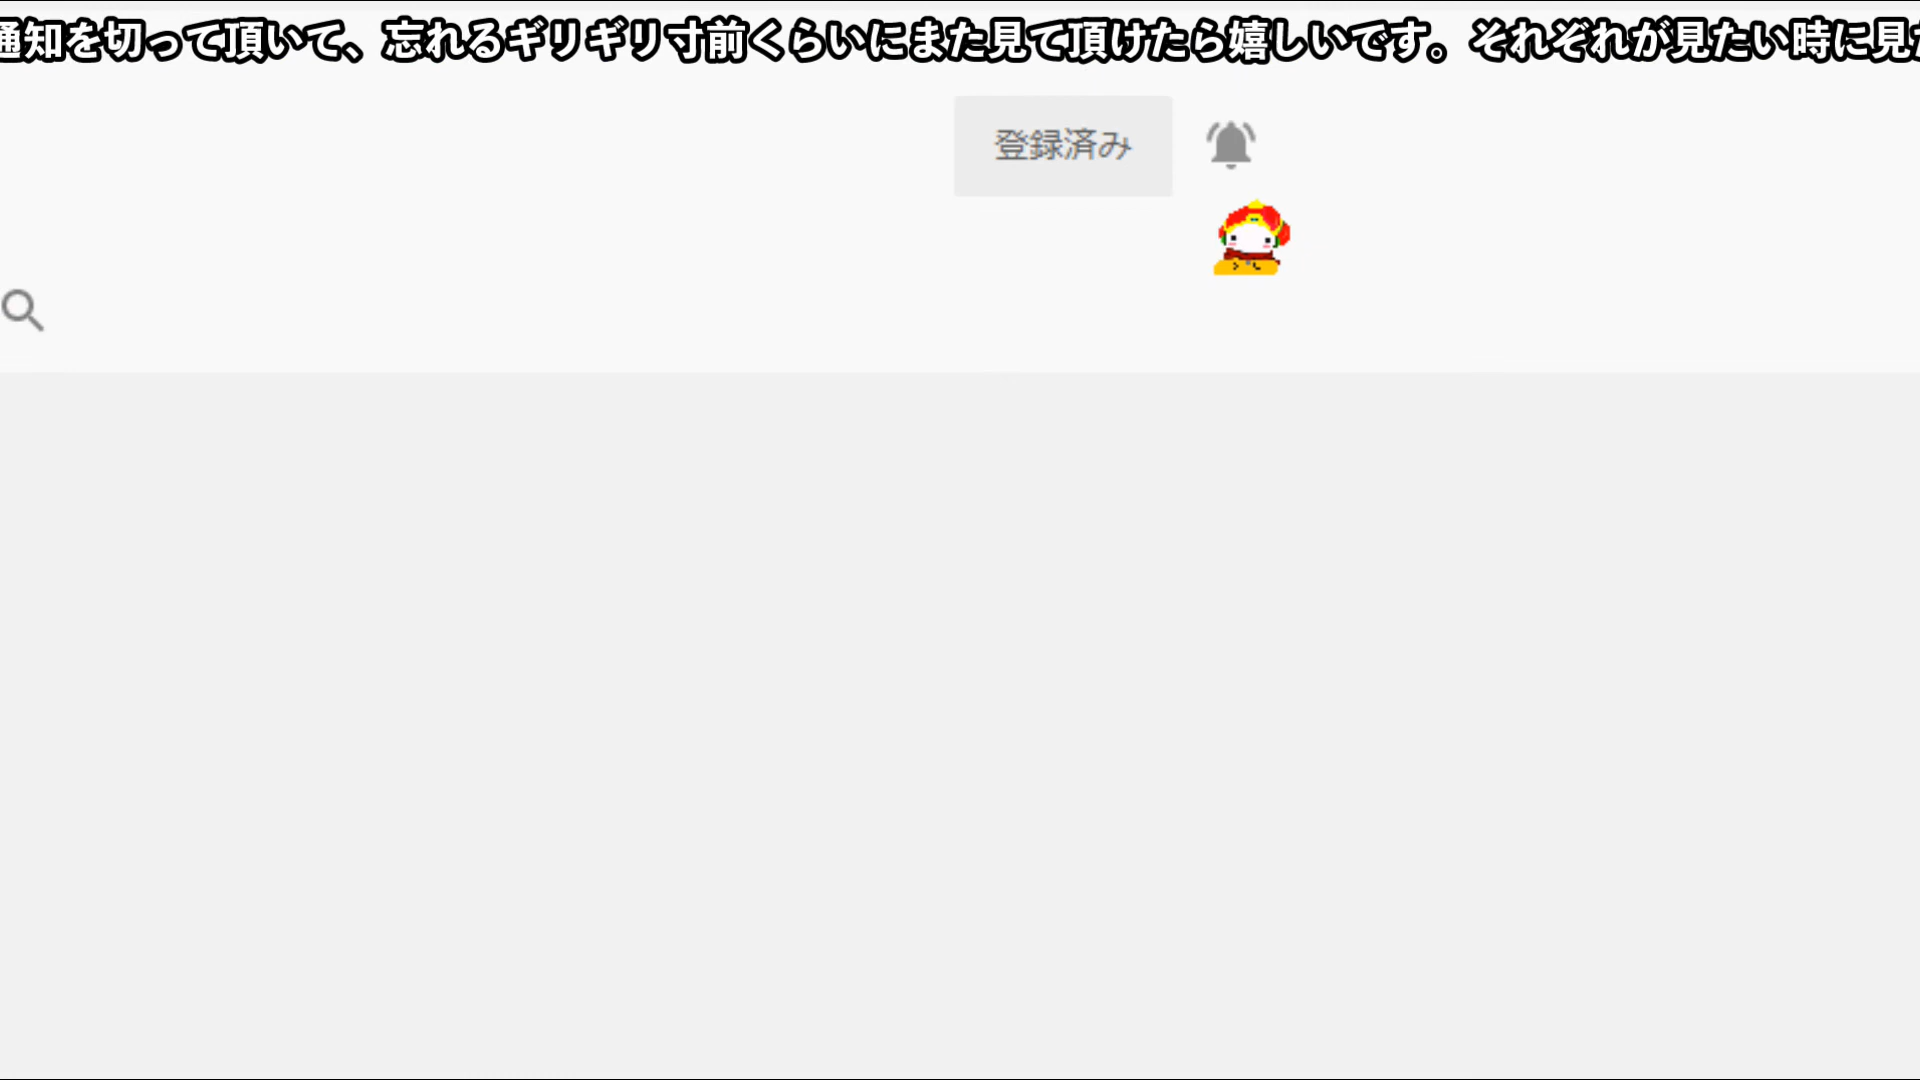 通知を切って頂いて、忘れるギリギリ寸前くらいにまた見て頂けたら嬉しいです。それぞれが見たい時に見た
登録済み